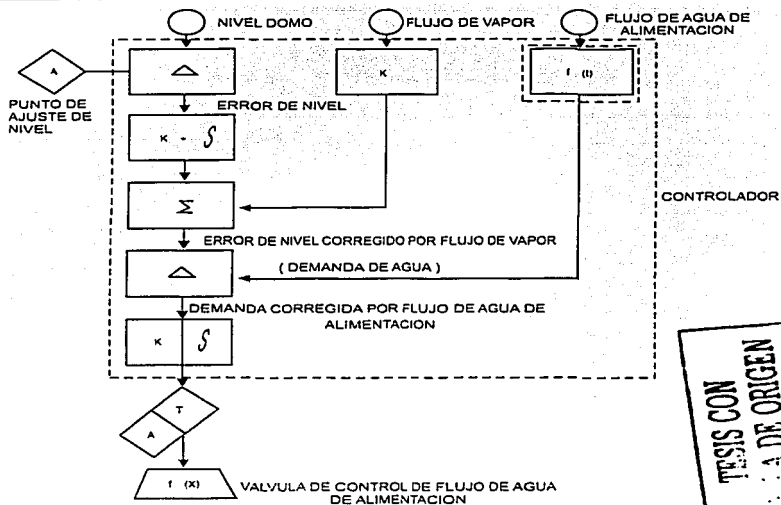 NIVEL DOMO
FLUJO DE VAPOR
FLUJO DE AGUA DE
ALIMENTACION
A
△
K
f (t)
PUNTO DE
AJUSTE DE
NIVEL
ERROR DE NIVEL
K - S
Σ
CONTROLADOR
ERROR DE NIVEL CORREGIDO POR FLUJO DE VAPOR
( DEMANDA DE AGUA )
△
DEMANDA CORREGIDA POR FLUJO DE AGUA DE
ALIMENTACION
K S
T
A
f (X)
VALVULA DE CONTROL DE FLUJO DE AGUA
DE ALIMENTACION
TESIS CON
DE ORIGEN